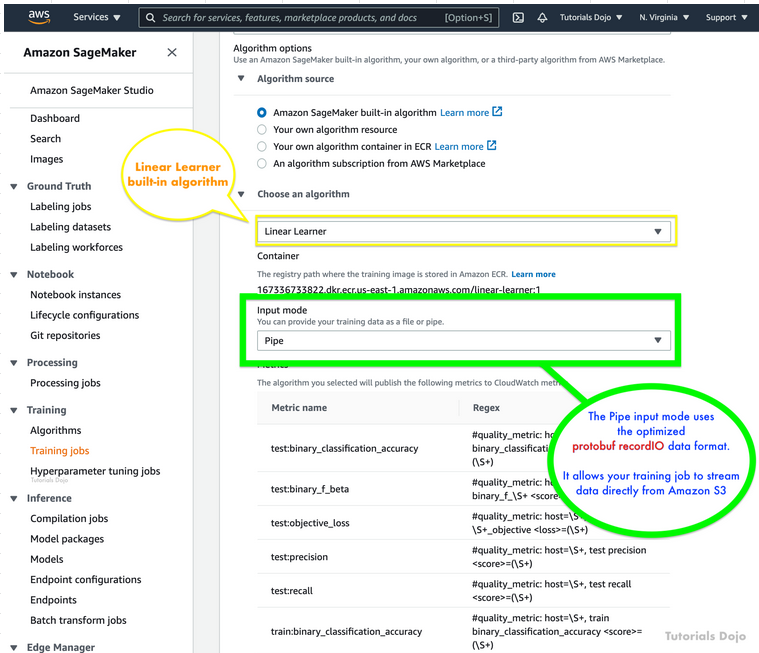 aws
Services
Search for services, features, marketplace products, and docs [Option+S]
Tutorials Dojo
N. Virginia
Support
Amazon SageMaker
Amazon SageMaker Studio
Dashboard
Search
Images
Ground Truth
Labeling jobs
Labeling datasets
Labeling workforces
Notebook
Notebook instances
Lifecycle configurations
Git repositories
Processing
Processing jobs
Training
Algorithms
Training jobs
Hyperparameter tuning jobs
Tutorials Dojo
Inference
Compilation jobs
Model packages
Models
Endpoint configurations
Endpoints
Batch transform jobs
Edge Manager
Algorithm options
Use an Amazon SageMaker built-in algorithm, your own algorithm, or a third-party algorithm from AWS Marketplace.
Algorithm source
Amazon SageMaker built-in algorithm Learn more
Your own algorithm resource
Your own algorithm container in ECR Learn more
An algorithm subscription from AWS Marketplace
Linear Learner
built-in algorithm
Choose an algorithm
Linear Learner
Container
The registry path where the training image is stored in Amazon ECR. Learn more
167336733822.dkr.ecr.us-east-1.amazonaws.com/linear-learner:1
Input mode
You can provide your training data as a file or pipe.
Pipe
Metrics
The algorithm you selected will publish the following metrics to CloudWatch metr
Metric name
Regex
test:binary_classification_accuracy
#quality_metric: hos
binary_classificati
(\S+)
test:binary_f_beta
#quality_metric: ho
binary_f_\S+ <score
test:objective_loss
#quality_metric: host=\S+,
\S+_objective <loss>=(\S+)
test:precision
#quality_metric: host=\S+, test precision
<score>=(\S+)
test:recall
#quality_metric: host=\S+, test recall
<score>=(\S+)
train:binary_classification_accuracy
#quality_metric: host=\S+, train
binary_classification_accuracy <score>=
(\S+)
The Pipe input mode uses
the optimized
protobuf recordIO data format.
It allows your training job to stream
data directly from Amazon S3
Tutorials Dojo